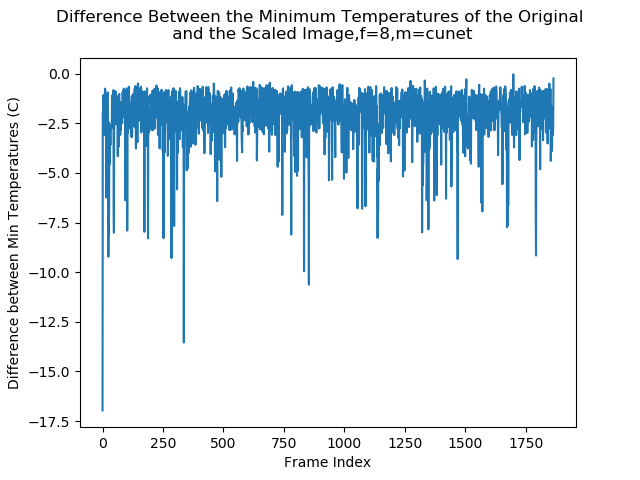 Difference Between the Minimum Temperatures of the Original
and the Scaled Image,f=8,m=cunet
Difference between Min Temperatures (C)
0.0
−2.5
−5.0
−7.5
−10.0
−12.5
−15.0
−17.5
0 250 500 750 1000 1250 1500 1750
Frame Index